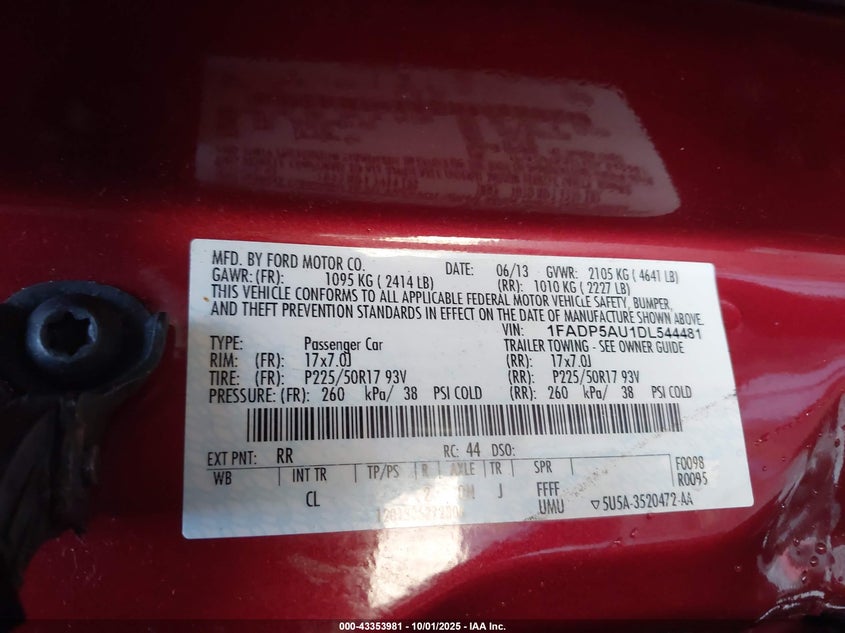 MFD. BY FORD MOTOR CO. DATE: 06/13 GVWR: 2105 KG ( 4641 LB)
GAWR: (FR): 1095 KG ( 2414 LB) (RR): 1010 KG ( 2227 LB)
THIS VEHICLE CONFORMS TO ALL APPLICABLE FEDERAL MOTOR VEHICLE SAFETY, BUMPER,
AND THEFT PREVENTION STANDARDS IN EFFECT ON THE DATE OF MANUFACTURE SHOWN ABOVE.
VIN: 1FADP5AU1DL544481
TYPE: Passenger Car TRAILER TOWING - SEE OWNER GUIDE
RIM: (FR): 17x7.0J (RR): 17x7.0J
TIRE: (FR): P225/50R17 93V (RR): P225/50R17 93V
PRESSURE: (FR): 260 kPa/ 38 PSI COLD (RR): 260 kPa/ 38 PSI COLD
EXT PNT: RR RC: 44 DSO: F0098
WB INT TR TP/PS R AXLE TR SPR R0095
CL J FFFF
UMU ▽5U5A-3520472-AA
000-43353981 - 10/01/2025 - IAA Inc.